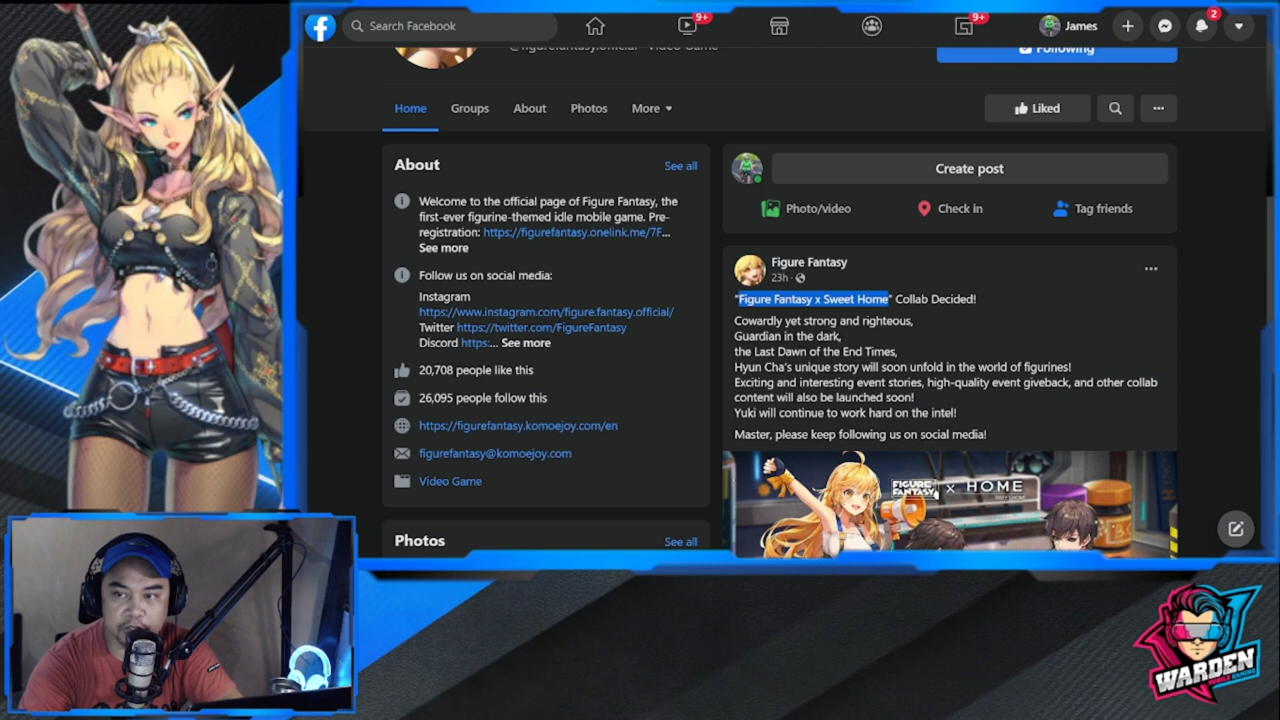 Search Facebook
9+
9+
James
2
@figurefantasy.official · Video Game
Following
Home
Groups
About
Photos
More
Liked
About
See all
Welcome to the official page of Figure Fantasy, the
first-ever figurine-themed idle mobile game. Pre-
registration: https://figurefantasy.onelink.me/7F...
See more
Follow us on social media:
Instagram
https://www.instagram.com/figure.fantasy.official/
Twitter https://twitter.com/FigureFantasy
Discord https:... See more
20,708 people like this
26,095 people follow this
https://figurefantasy.komoejoy.com/en
figurefantasy@komoejoy.com
Video Game
Photos
See all
Create post
Photo/video
Check in
Tag friends
Figure Fantasy
23h ·
"Figure Fantasy x Sweet Home" Collab Decided!
Cowardly yet strong and righteous,
Guardian in the dark,
the Last Dawn of the End Times,
Hyun Cha's unique story will soon unfold in the world of figurines!
Exciting and interesting event stories, high-quality event giveback, and other collab
content will also be launched soon!
Yuki will continue to work hard on the intel!
Master, please keep following us on social media!
FIGURE FANTASY x HOME
WARDEN
MOBILE GAMING